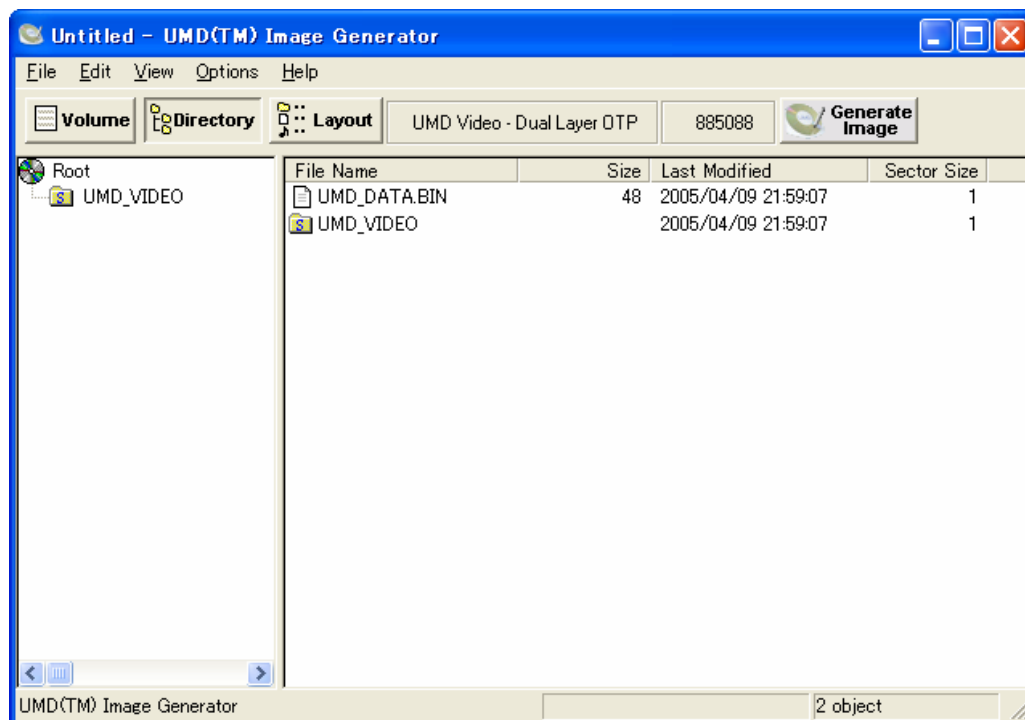 Untitled - UMD(TM) Image Generator
File Edit View Options Help
Volume Directory Layout UMD Video - Dual Layer OTP 885088 Generate Image
Root
UMD_VIDEO
File Name Size Last Modified Sector Size
UMD_DATA.BIN 48 2005/04/09 21:59:07 1
UMD_VIDEO 2005/04/09 21:59:07 1
UMD(TM) Image Generator 2 object